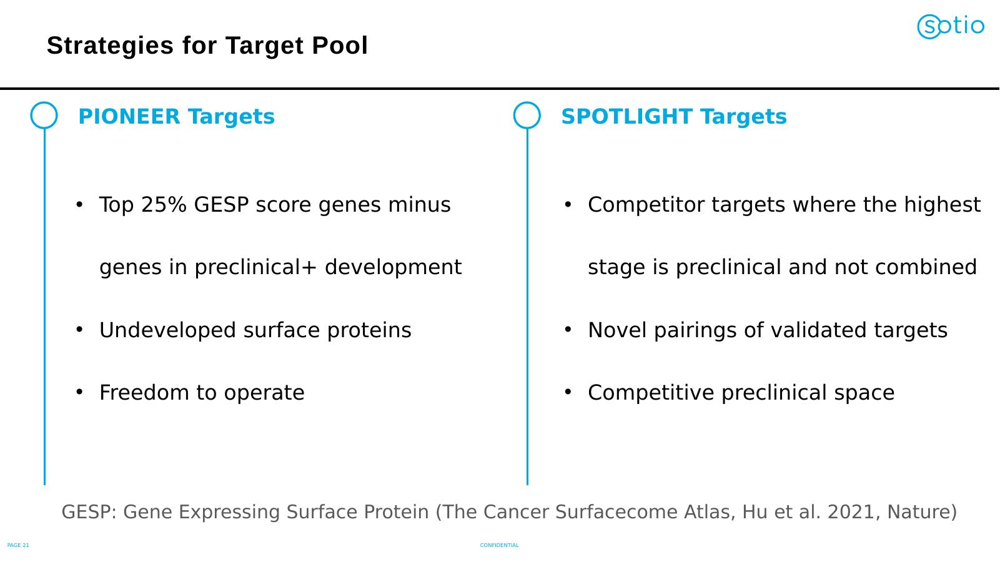 sotio
Strategies for Target Pool
PIONEER Targets
• Top 25% GESP score genes minus
genes in preclinical+ development
• Undeveloped surface proteins
• Freedom to operate
SPOTLIGHT Targets
• Competitor targets where the highest
stage is preclinical and not combined
• Novel pairings of validated targets
• Competitive preclinical space
GESP: Gene Expressing Surface Protein (The Cancer Surfacecome Atlas, Hu et al. 2021, Nature)
PAGE 21
CONFIDENTIAL